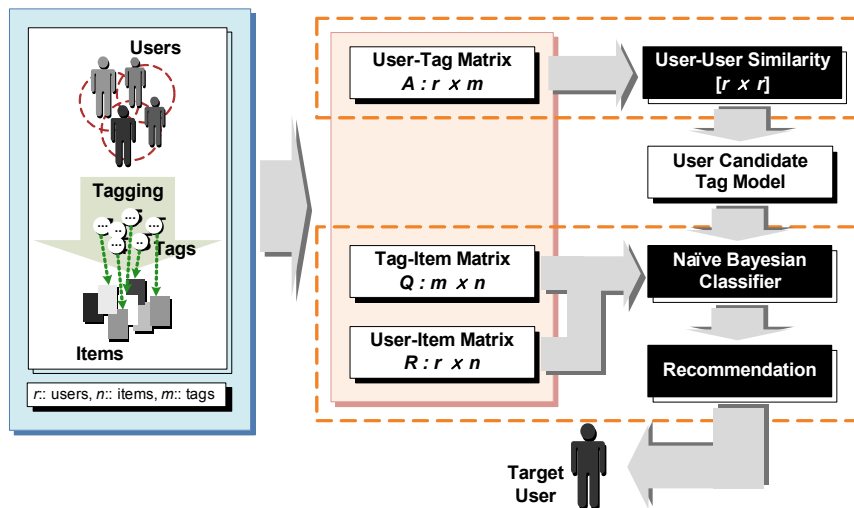 Users
Tagging
Tags
Items
r:: users, n:: items, m:: tags
User-Tag Matrix
A : r x m
Tag-Item Matrix
Q : m x n
User-Item Matrix
R : r x n
User-User Similarity
[r x r]
User Candidate
Tag Model
Naïve Bayesian
Classifier
Recommendation
Target
User